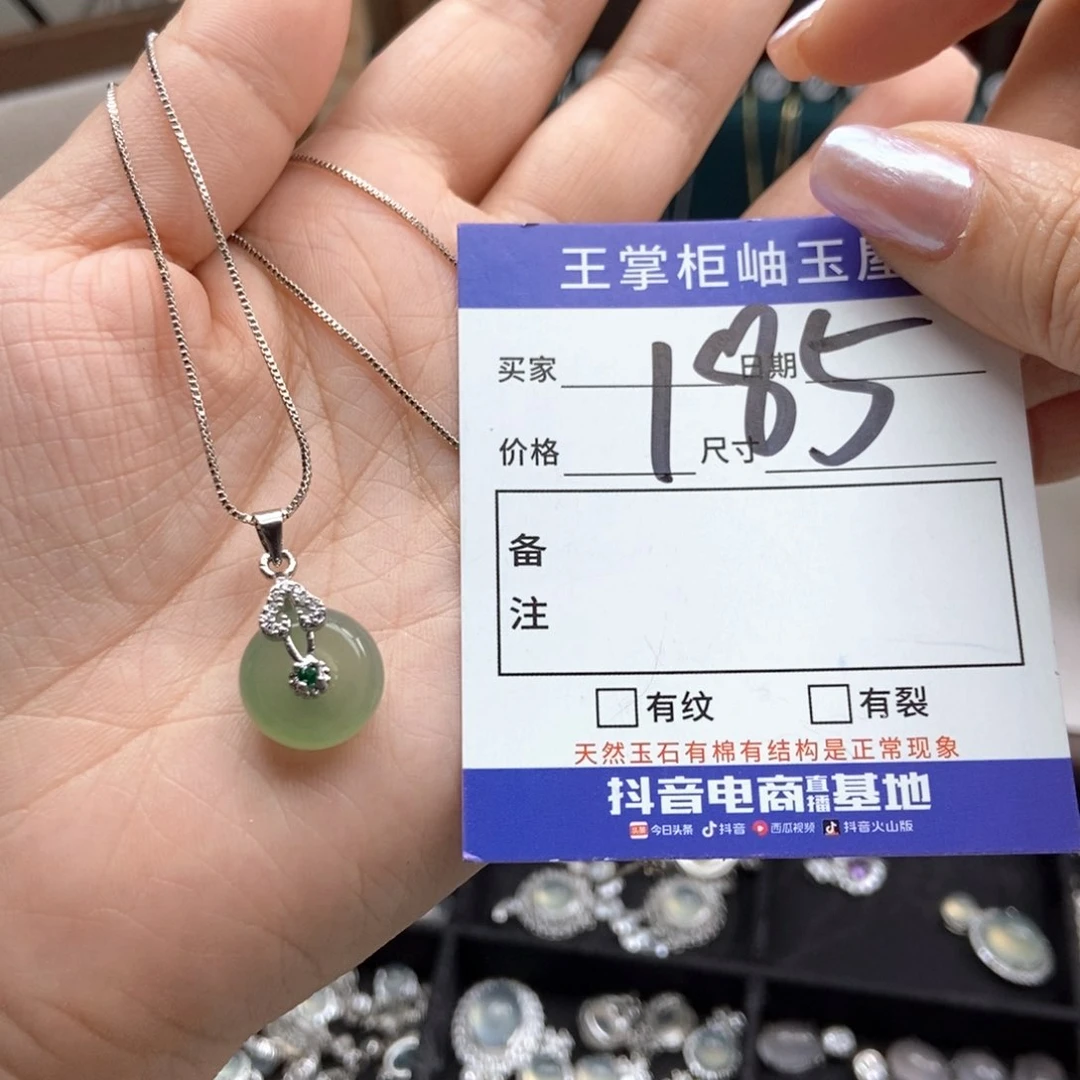 王掌柜岫玉屋
185
买家 日期
价格 尺寸
备
注
有纹 有裂
天然玉石有棉有结构是正常现象
抖音电商直播基地
头条 今日头条 抖音 西瓜视频 抖音火山版